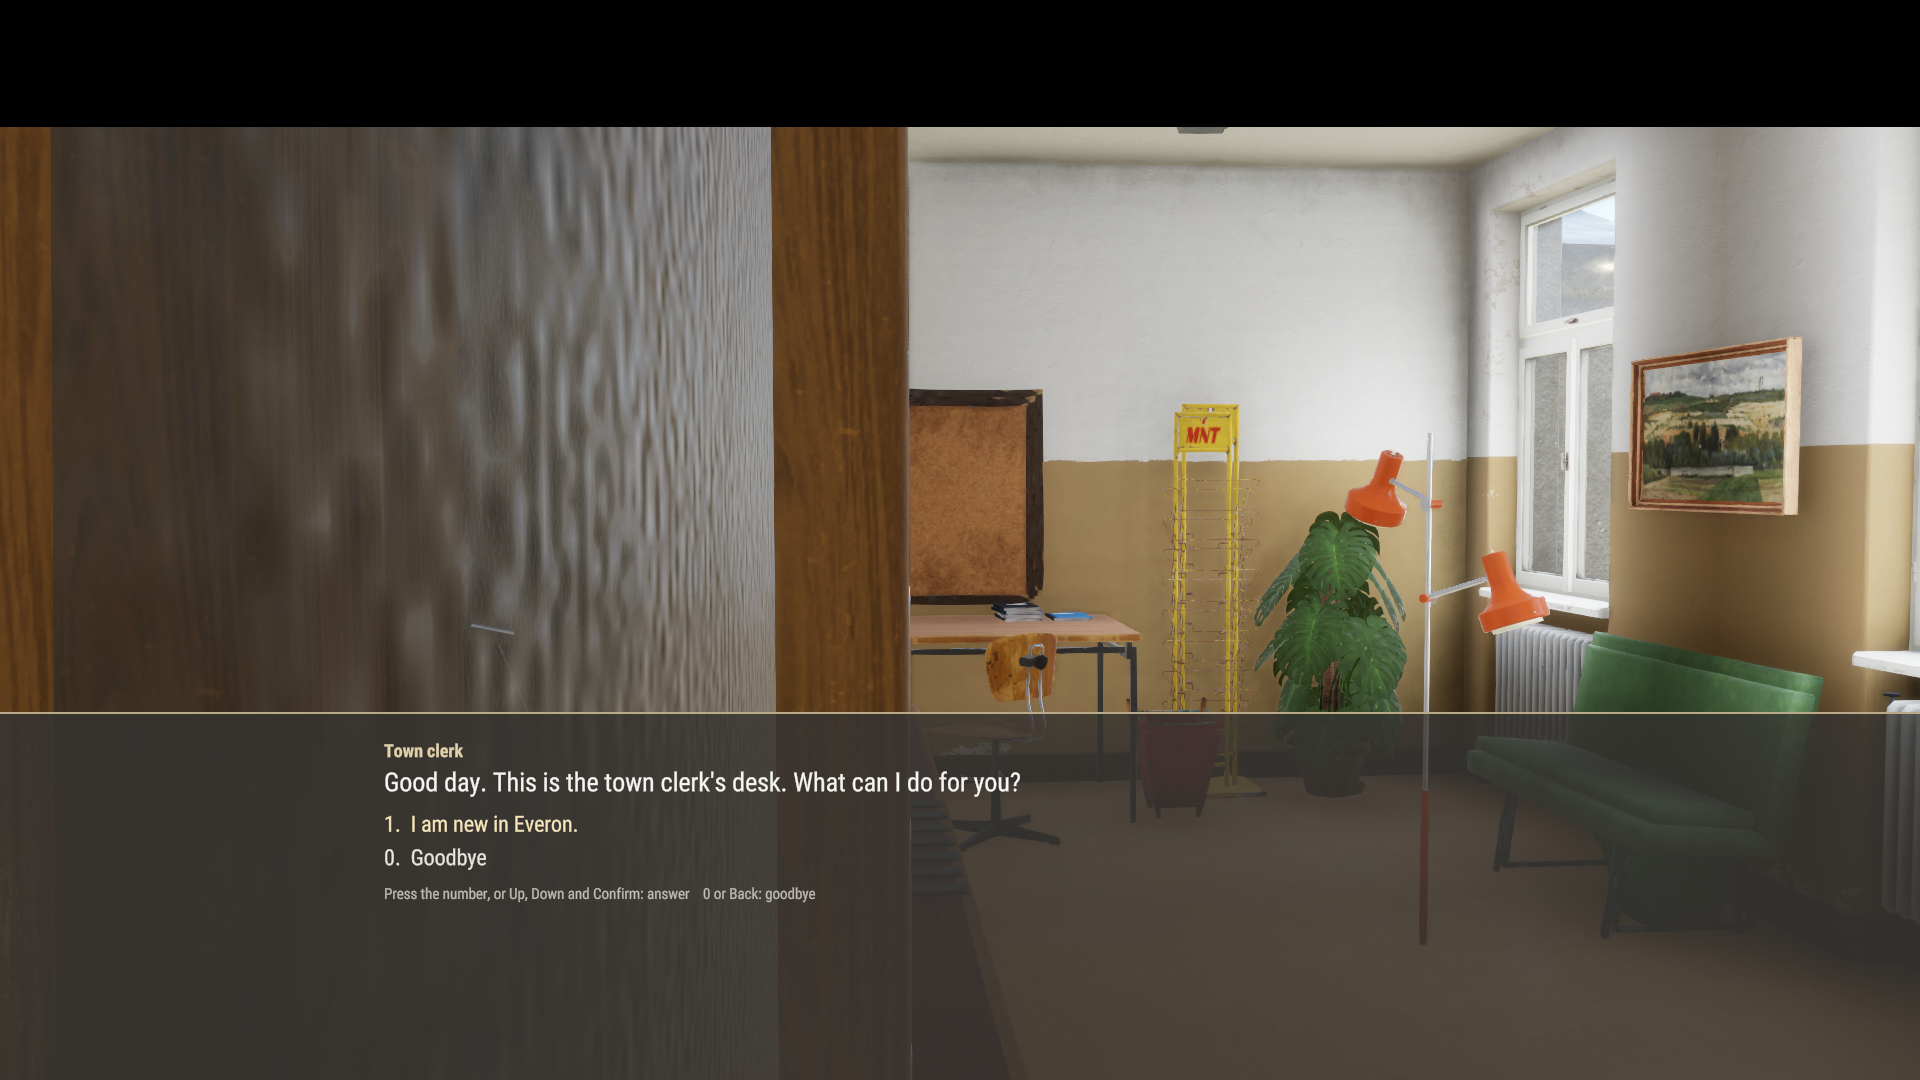 MNT
Town clerk
Good day. This is the town clerk's desk. What can I do for you?
1. I am new in Everon.
0. Goodbye
Press the number, or Up, Down and Confirm: answer 0 or Back: goodbye